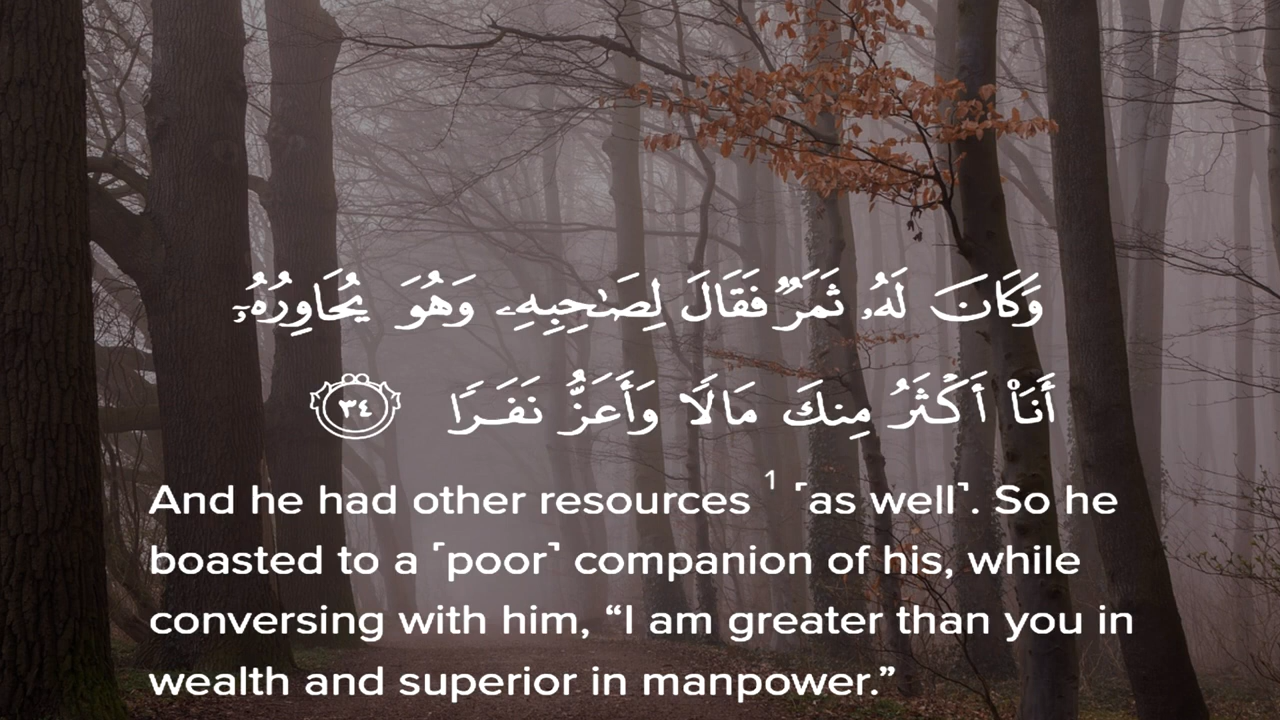 وَكَانَ لَهُۥ ثَمَرٌۭ فَقَالَ لِصَـٰحِبِهِۦ وَهُوَ يُحَاوِرُهُۥٓ
أَنَا۠ أَكْثَرُ مِنكَ مَالًۭا وَأَعَزُّ نَفَرًۭا ٣٤
And he had other resources ¹ ˹as well˺. So he
boasted to a ˹poor˺ companion of his, while
conversing with him, “I am greater than you in
wealth and superior in manpower.”